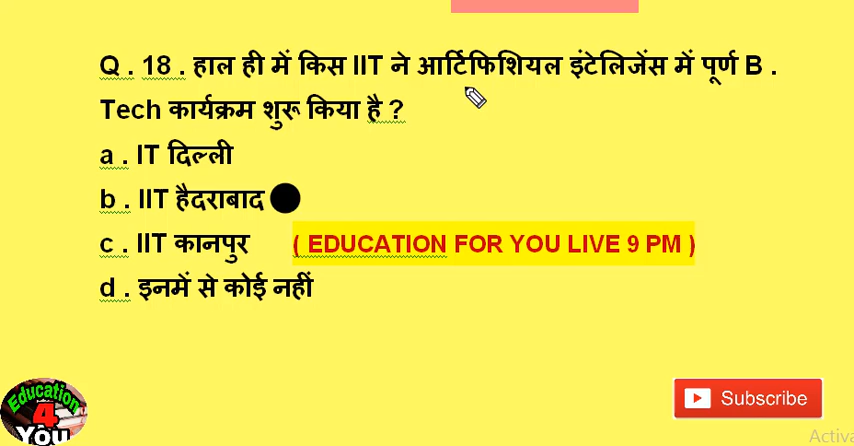 Q . 18 . हाल ही में किस IIT ने आर्टिफिशियल इंटेलिजेंस में पूर्ण B .
Tech कार्यक्रम शुरू किया है ?
a . IT दिल्ली
b . IIT हैदराबाद
c . IIT कानपुर ( EDUCATION FOR YOU LIVE 9 PM )
d . इनमें से कोई नहीं
Education
4
You
Subscribe
Activa